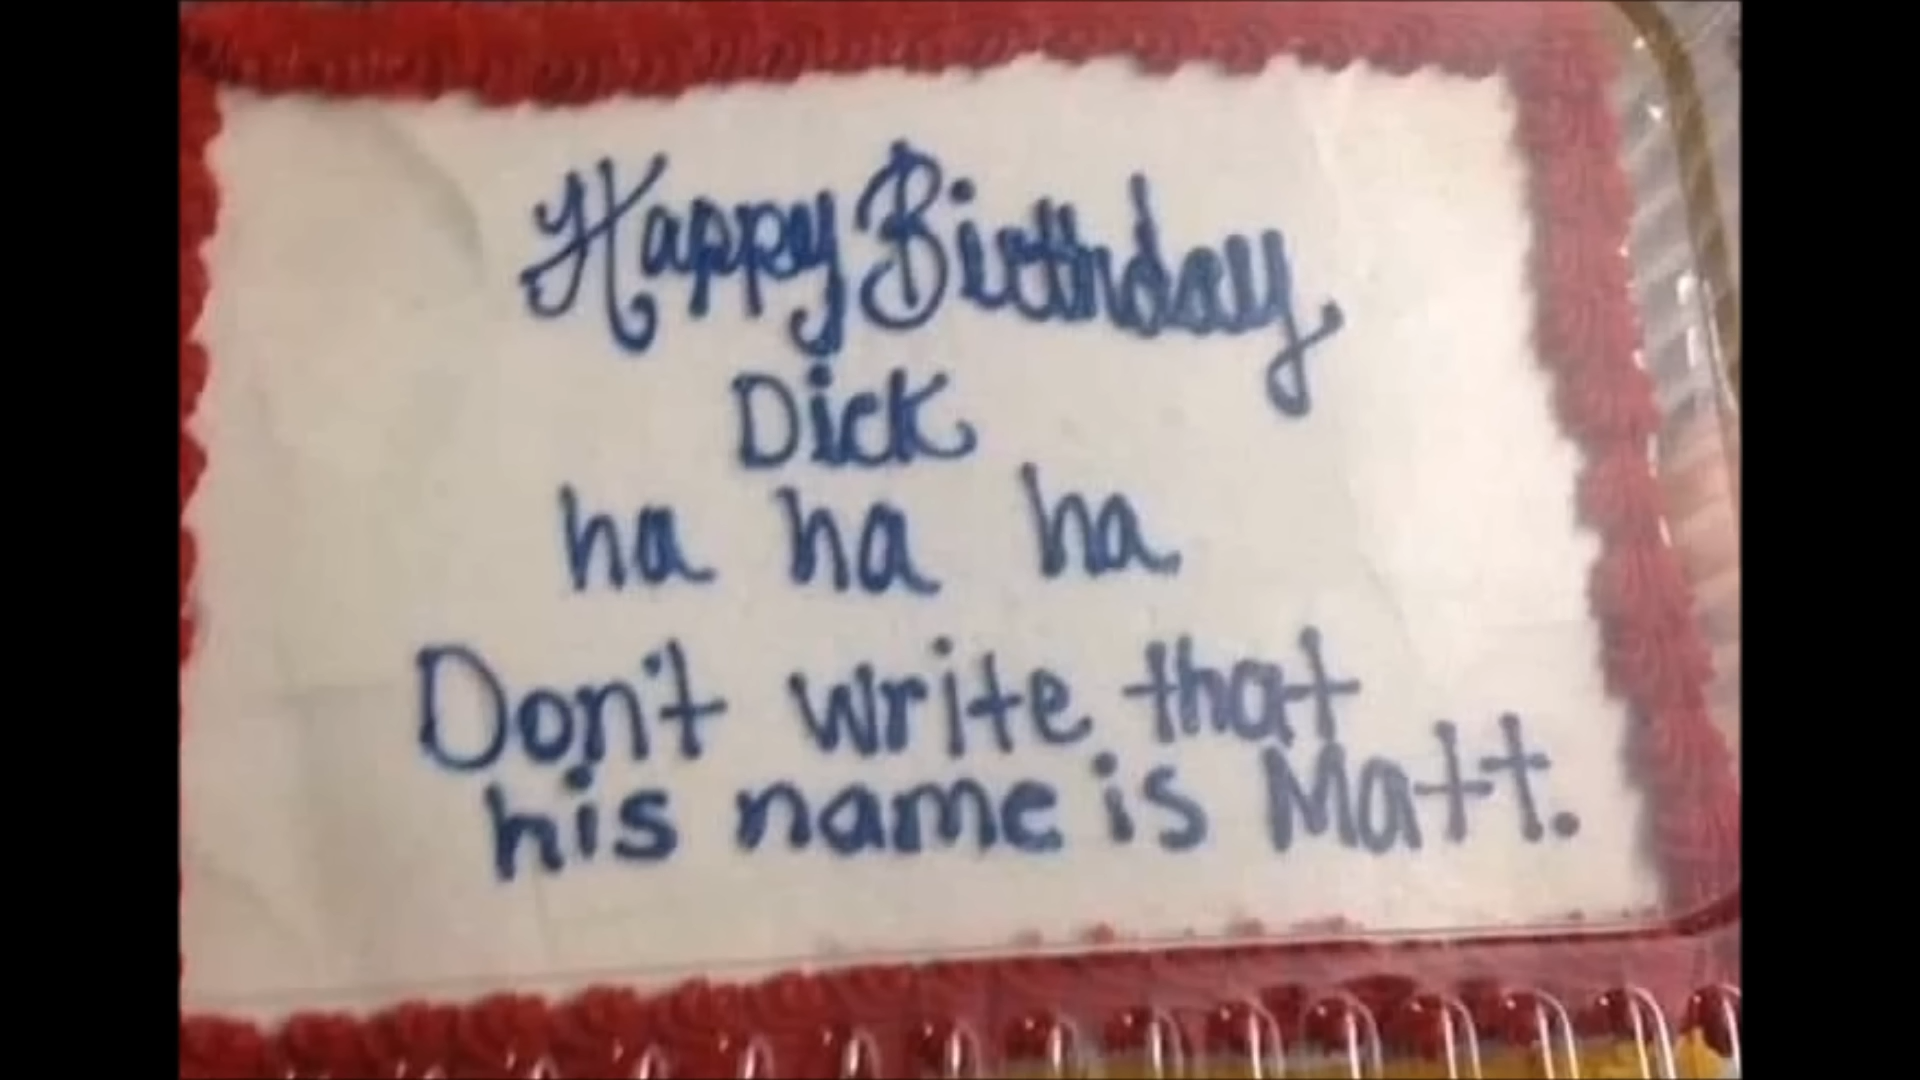 Happy Birthday
Dick
ha ha ha
Don't write that
his name is Matt.